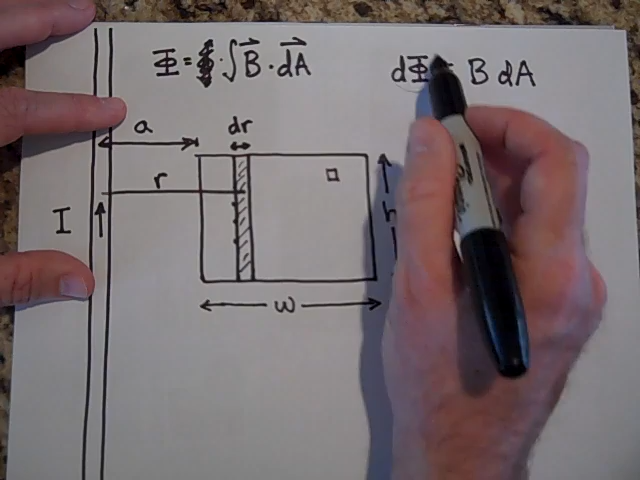 Φ = ∫B⃗ · dA⃗
dΦ = B dA
a
dr
r
I
h
w